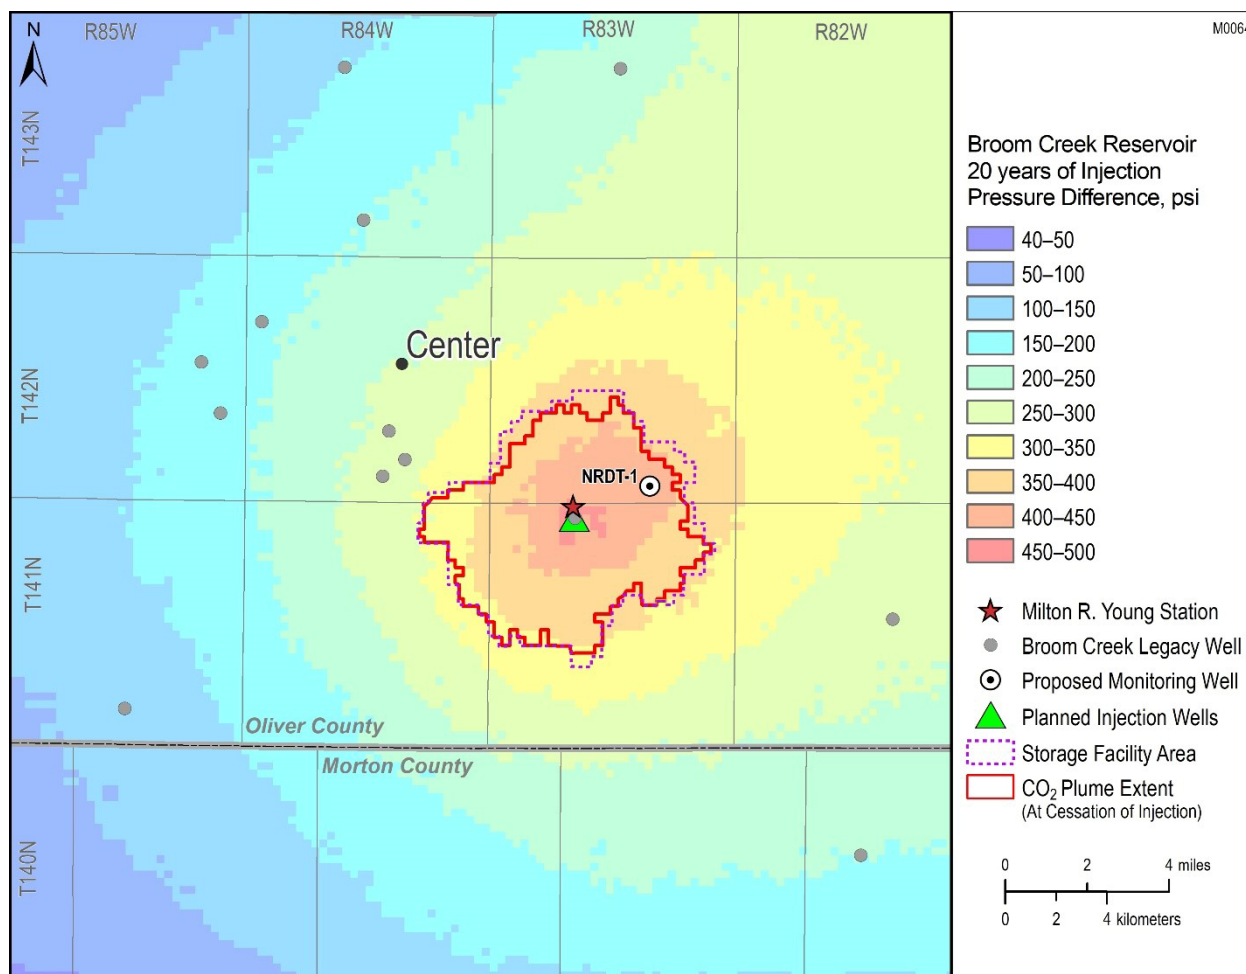 N
R85W
R84W
R83W
R82W
T143N
T142N
T141N
T140N
Center
NRDT-1
Oliver County
Morton County
Broom Creek Reservoir
20 years of Injection
Pressure Difference, psi
40–50
50–100
100–150
150–200
200–250
250–300
300–350
350–400
400–450
450–500
Milton R. Young Station
Broom Creek Legacy Well
Proposed Monitoring Well
Planned Injection Wells
Storage Facility Area
CO₂ Plume Extent
(At Cessation of Injection)
0 2 4 miles
0 2 4 kilometers